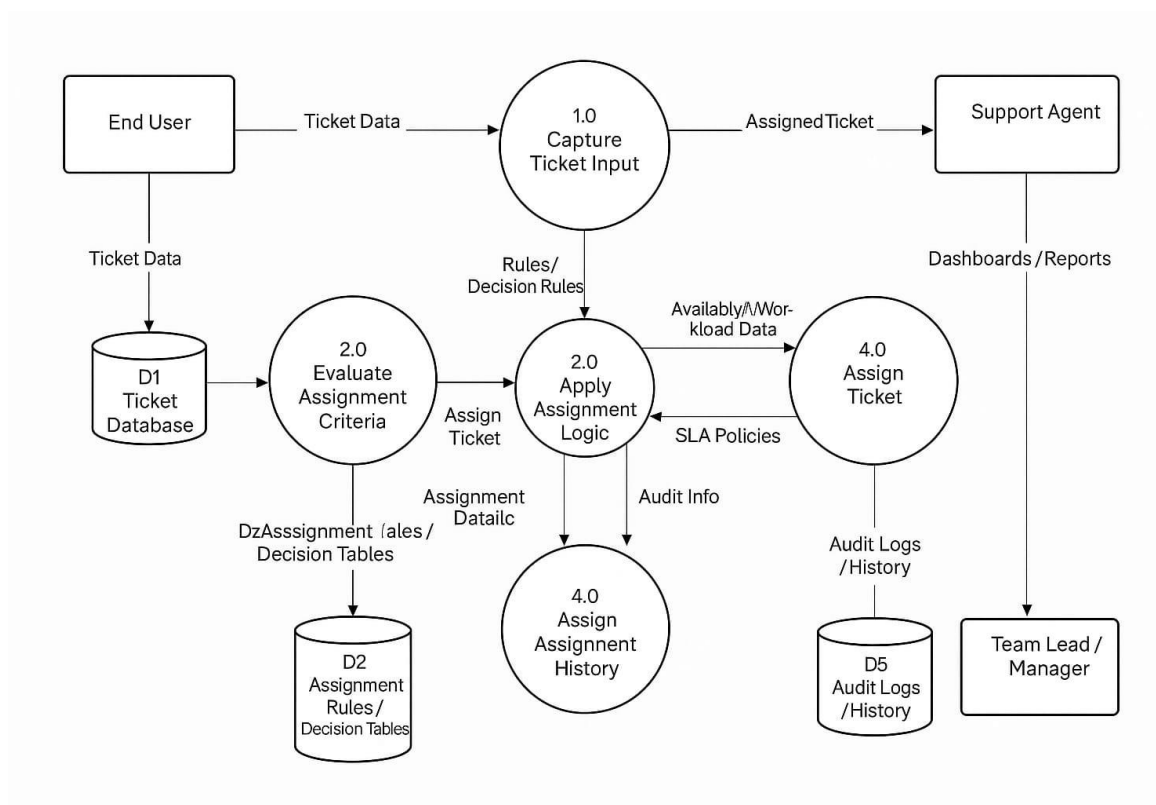 End User
Ticket Data
1.0
Capture
Ticket Input
AssignedTicket
Support Agent
Ticket Data
Rules/
Decision Rules
Dashboards/Reports
D1
Ticket
Database
2.0
Evaluate
Assignment
Criteria
Assign
Ticket
2.0
Apply
Assignment
Logic
kload Data
SLA Policies
4.0
Assign
Ticket
DzAsssignment /
Decision Tables
Assignment
Datailc
Audit Info
Audit Logs
/History
D2
Assignment
Rules/
Decision Tables
4.0
Assign
Assignnent
History
D5
Audit Logs
/History
Team Lead/
Manager